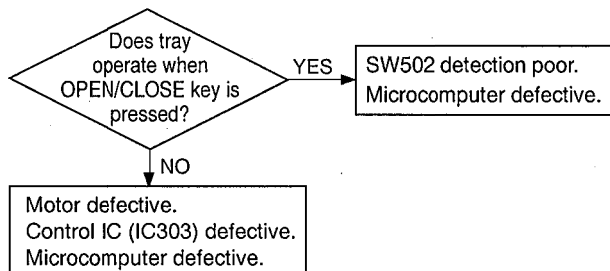 Does tray
operate when
OPEN/CLOSE key is
pressed?
YES
SW502 detection poor.
Microcomputer defective.
NO
Motor defective.
Control IC (IC303) defective.
Microcomputer defective.